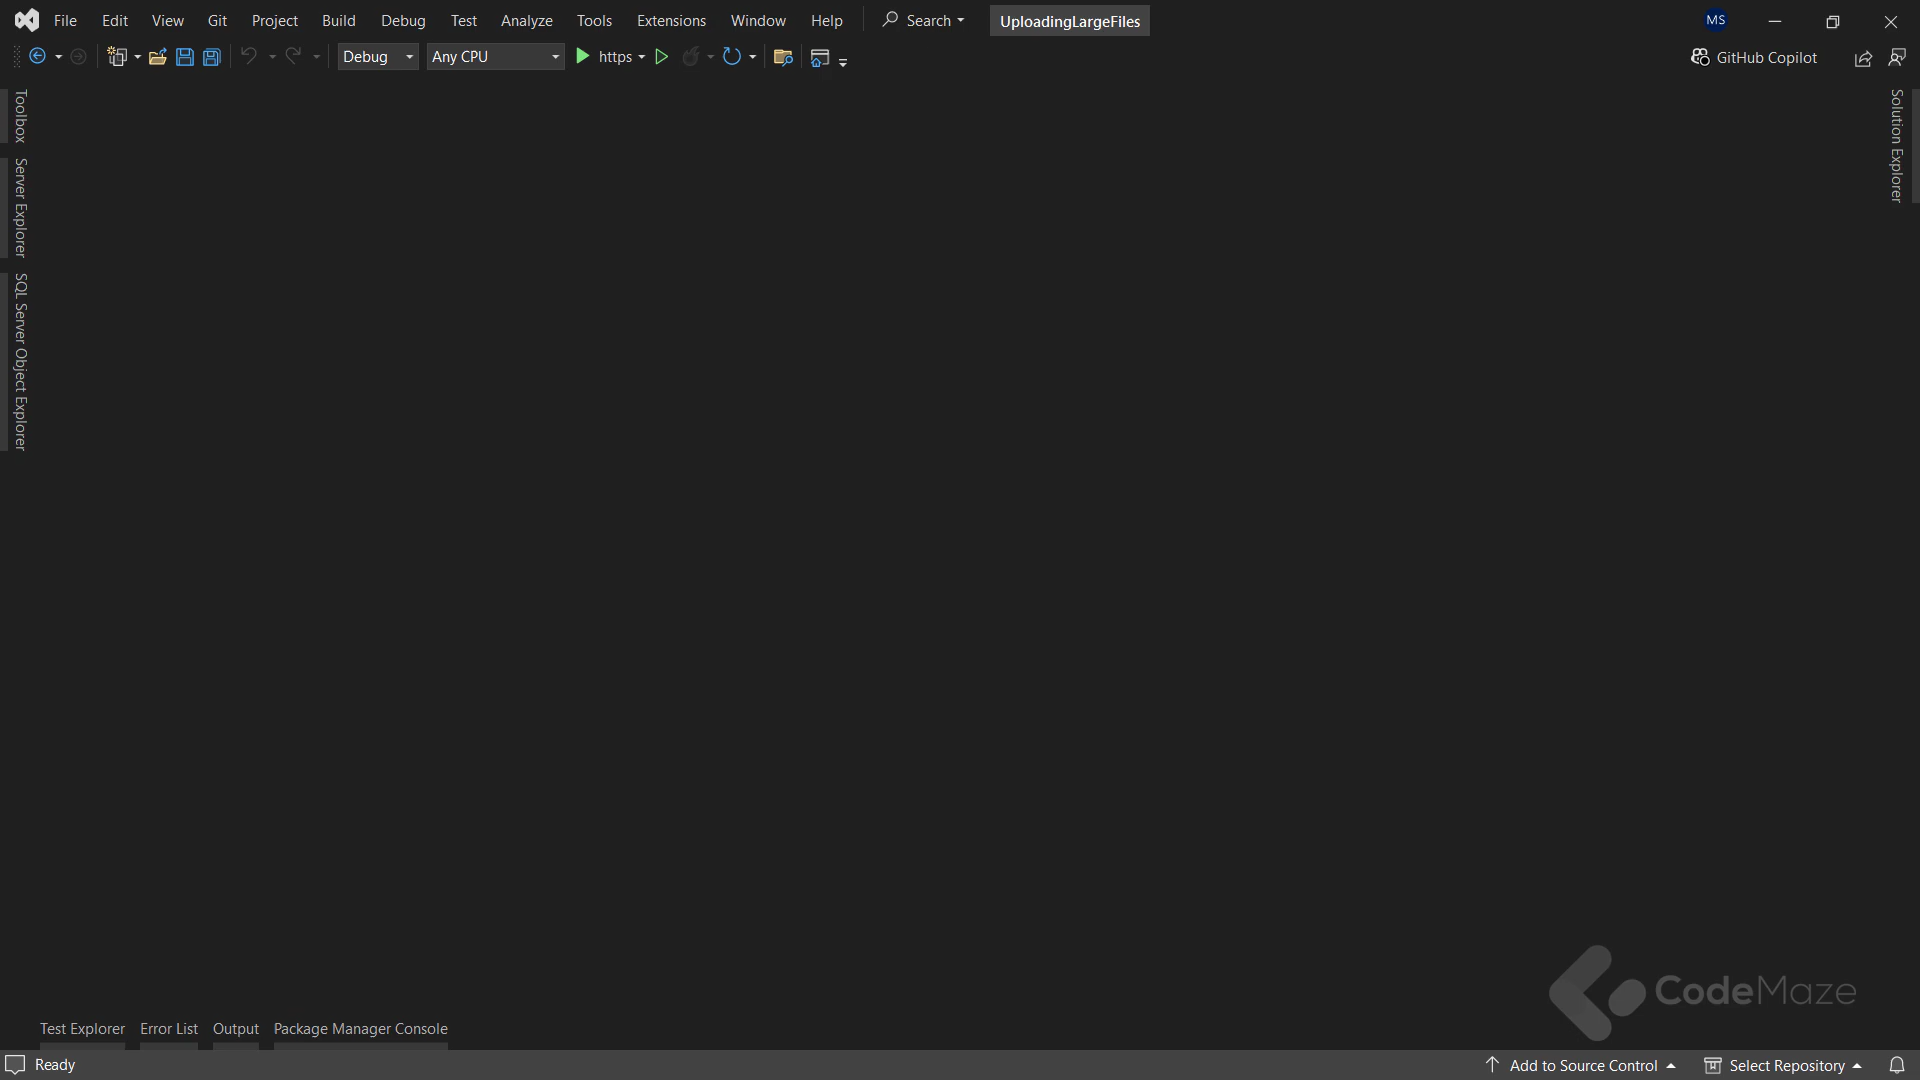 File Edit View Git Project Build Debug Test Analyze Tools Extensions Window Help Search UploadingLargeFiles MS
Debug Any CPU https GitHub Copilot
Toolbox
Server Explorer
SQL Server Object Explorer
Solution Explorer
CodeMaze
Test Explorer Error List Output Package Manager Console
Ready Add to Source Control Select Repository